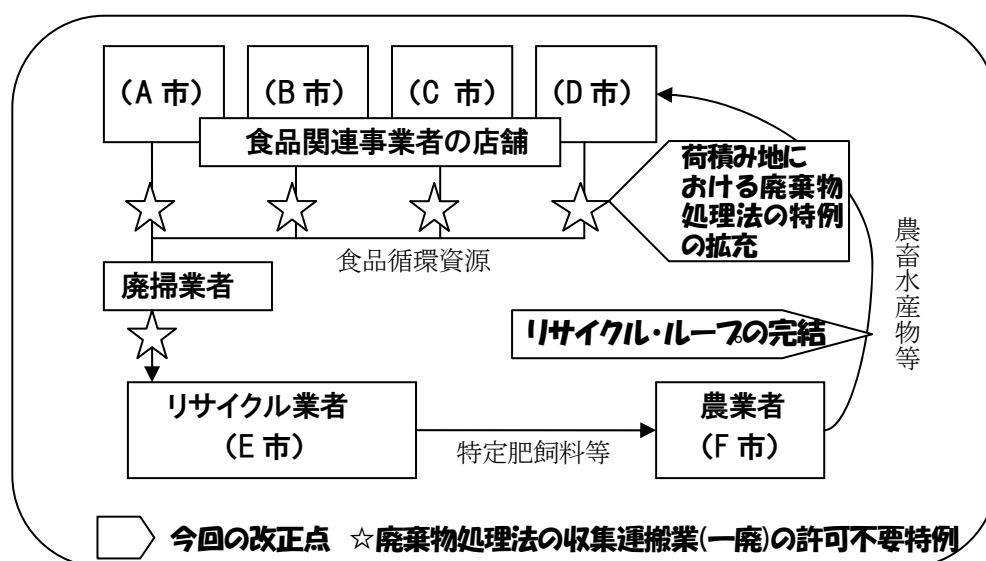 (A 市) (B 市) (C 市) (D 市)
食品関連事業者の店舗
荷積み地に
おける廃棄物
処理法の特例
の拡充
食品循環資源
農畜水産物等
廃掃業者
リサイクル・ループの完結
リサイクル業者
(E 市)
特定肥飼料等
農業者
(F 市)
今回の改正点 ☆廃棄物処理法の収集運搬業(一廃)の許可不要特例